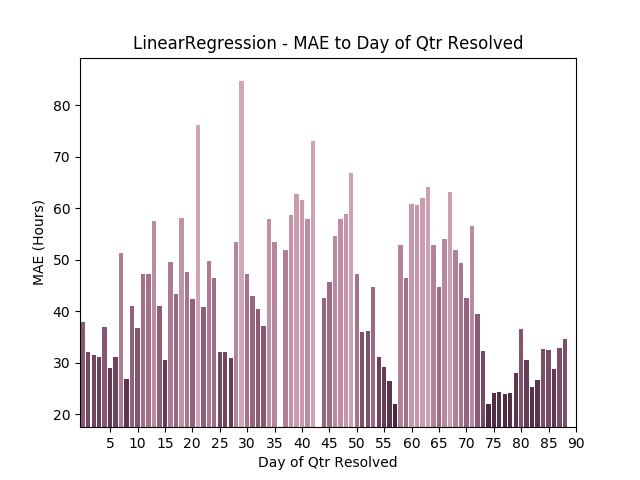 LinearRegression - MAE to Day of Qtr Resolved
80
70
60
50
40
30
20
MAE (Hours)
5 10 15 20 25 30 35 40 45 50 55 60 65 70 75 80 85 90
Day of Qtr Resolved